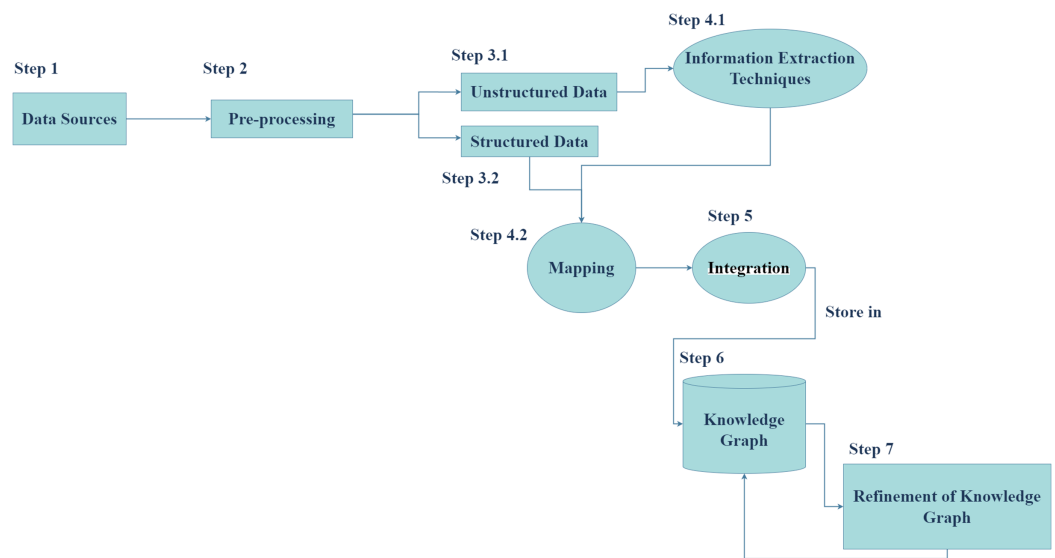 Step 1
Data Sources
Step 2
Pre-processing
Step 3.1
Unstructured Data
Structured Data
Step 3.2
Step 4.1
Information Extraction
Techniques
Step 4.2
Mapping
Step 5
Integration
Store in
Step 6
Knowledge
Graph
Step 7
Refinement of Knowledge
Graph